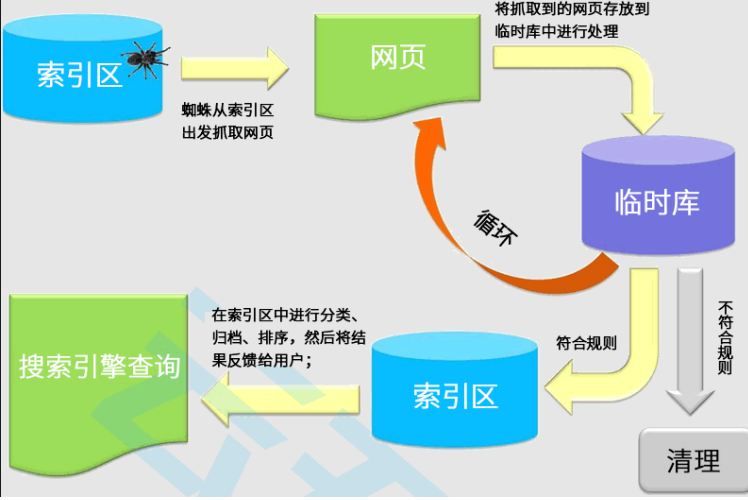 索引区
蜘蛛从索引区
出发抓取网页
网页
将抓取到的网页存放到
临时库中进行处理
临时库
循环
符合规则
不符合规则
清理
索引区
在索引区中进行分类、
归档、排序，然后将结
果反馈给用户；
搜索引擎查询